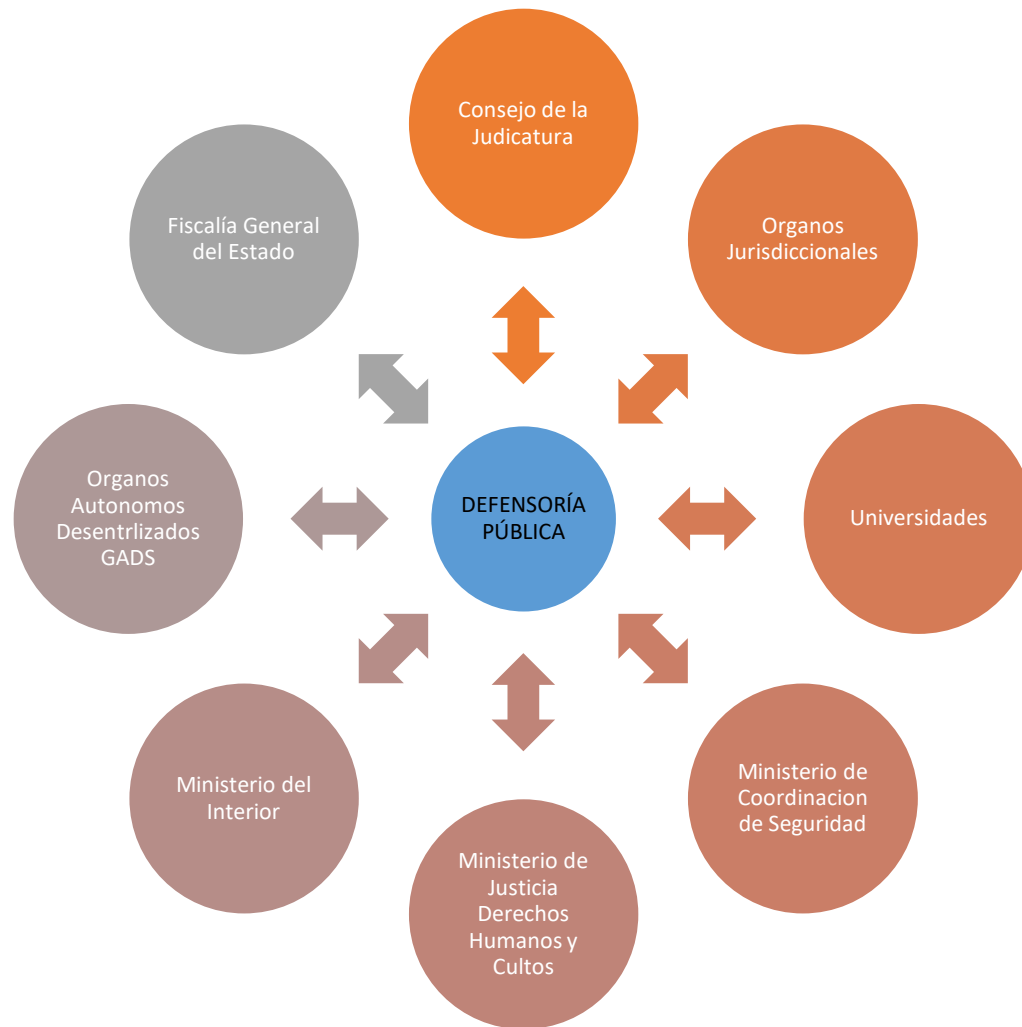 Consejo de la
Judicatura
Fiscalía General
del Estado
Organos
Jurisdiccionales
Organos
Autonomos
Desentrlizados
GADS
DEFENSORÍA
PÚBLICA
Universidades
Ministerio del
Interior
Ministerio de
Coordinacion
de Seguridad
Ministerio de
Justicia
Derechos
Humanos y
Cultos